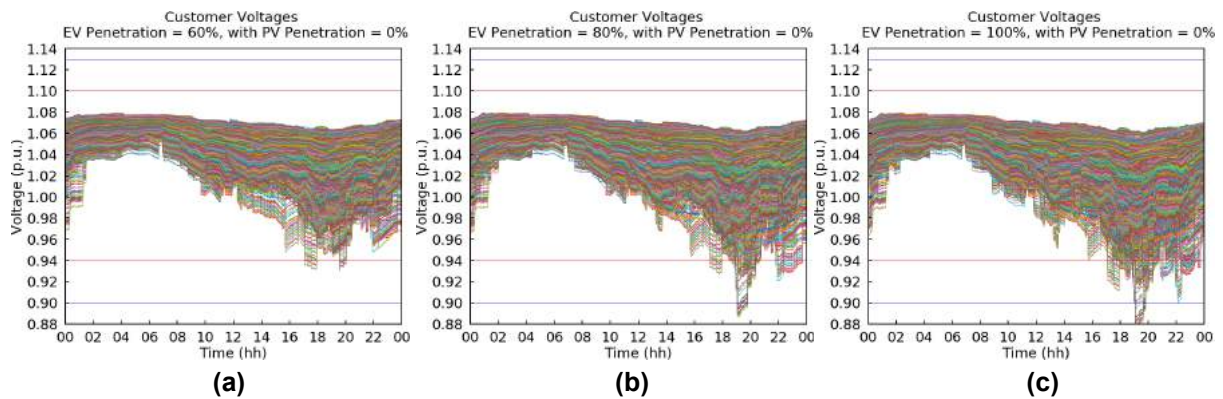 Customer Voltages
EV Penetration = 60%, with PV Penetration = 0%
1.14
1.12
1.10
1.08
1.06
1.04
1.02
1.00
0.98
0.96
0.94
0.92
0.90
0.88
Voltage (p.u.)
00 02 04 06 08 10 12 14 16 18 20 22 00
Time (hh)
(a)
Customer Voltages
EV Penetration = 80%, with PV Penetration = 0%
1.14
1.12
1.10
1.08
1.06
1.04
1.02
1.00
0.98
0.96
0.94
0.92
0.90
0.88
Voltage (p.u.)
00 02 04 06 08 10 12 14 16 18 20 22 00
Time (hh)
(b)
Customer Voltages
EV Penetration = 100%, with PV Penetration = 0%
1.14
1.12
1.10
1.08
1.06
1.04
1.02
1.00
0.98
0.96
0.94
0.92
0.90
0.88
Voltage (p.u.)
00 02 04 06 08 10 12 14 16 18 20 22 00
Time (hh)
(c)